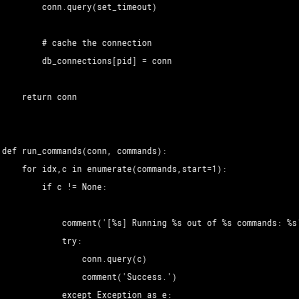 conn.query(set_timeout)
# cache the connection
db_connections[pid] = conn
return conn
def run_commands(conn, commands):
for idx,c in enumerate(commands,start=1):
if c != None:
comment('[%s] Running %s out of %s commands: %s'
try:
conn.query(c)
comment('Success.')
except Exception as e: